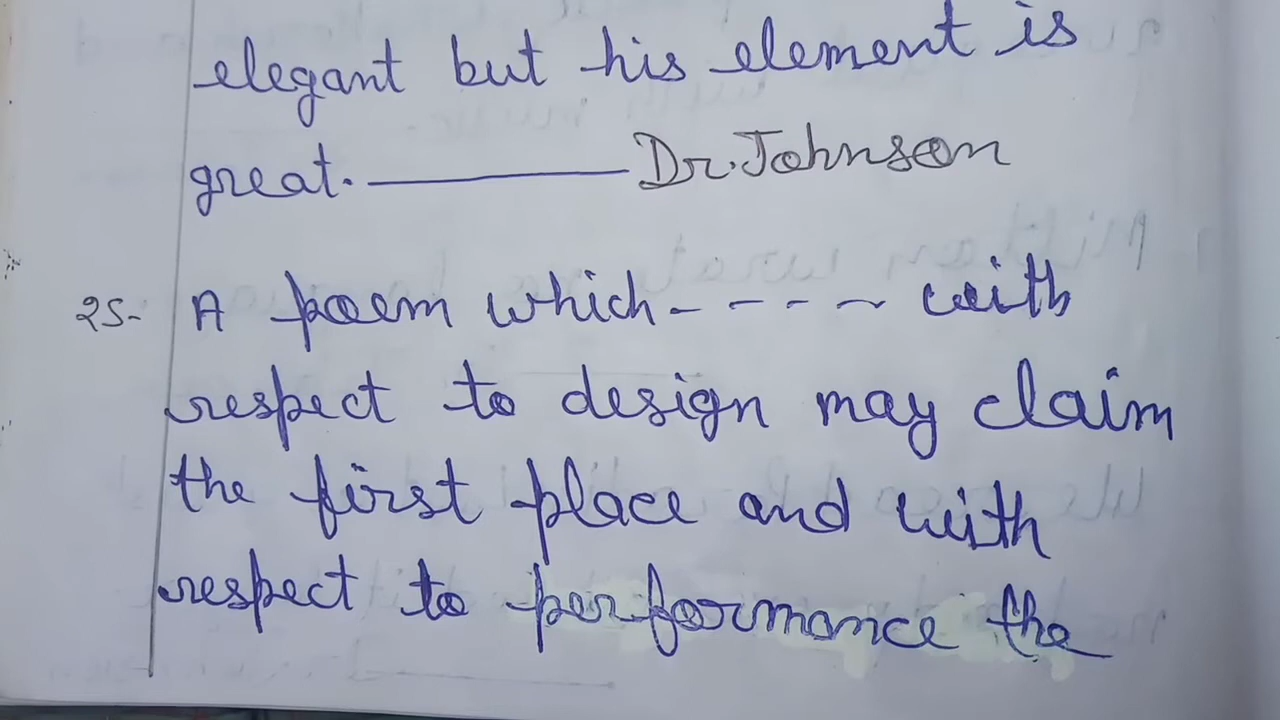 elegant but his element is
great. ———— Dr. Johnson
25- A poem which - - - - - with
respect to design may claim
the first place and with
respect to performance the